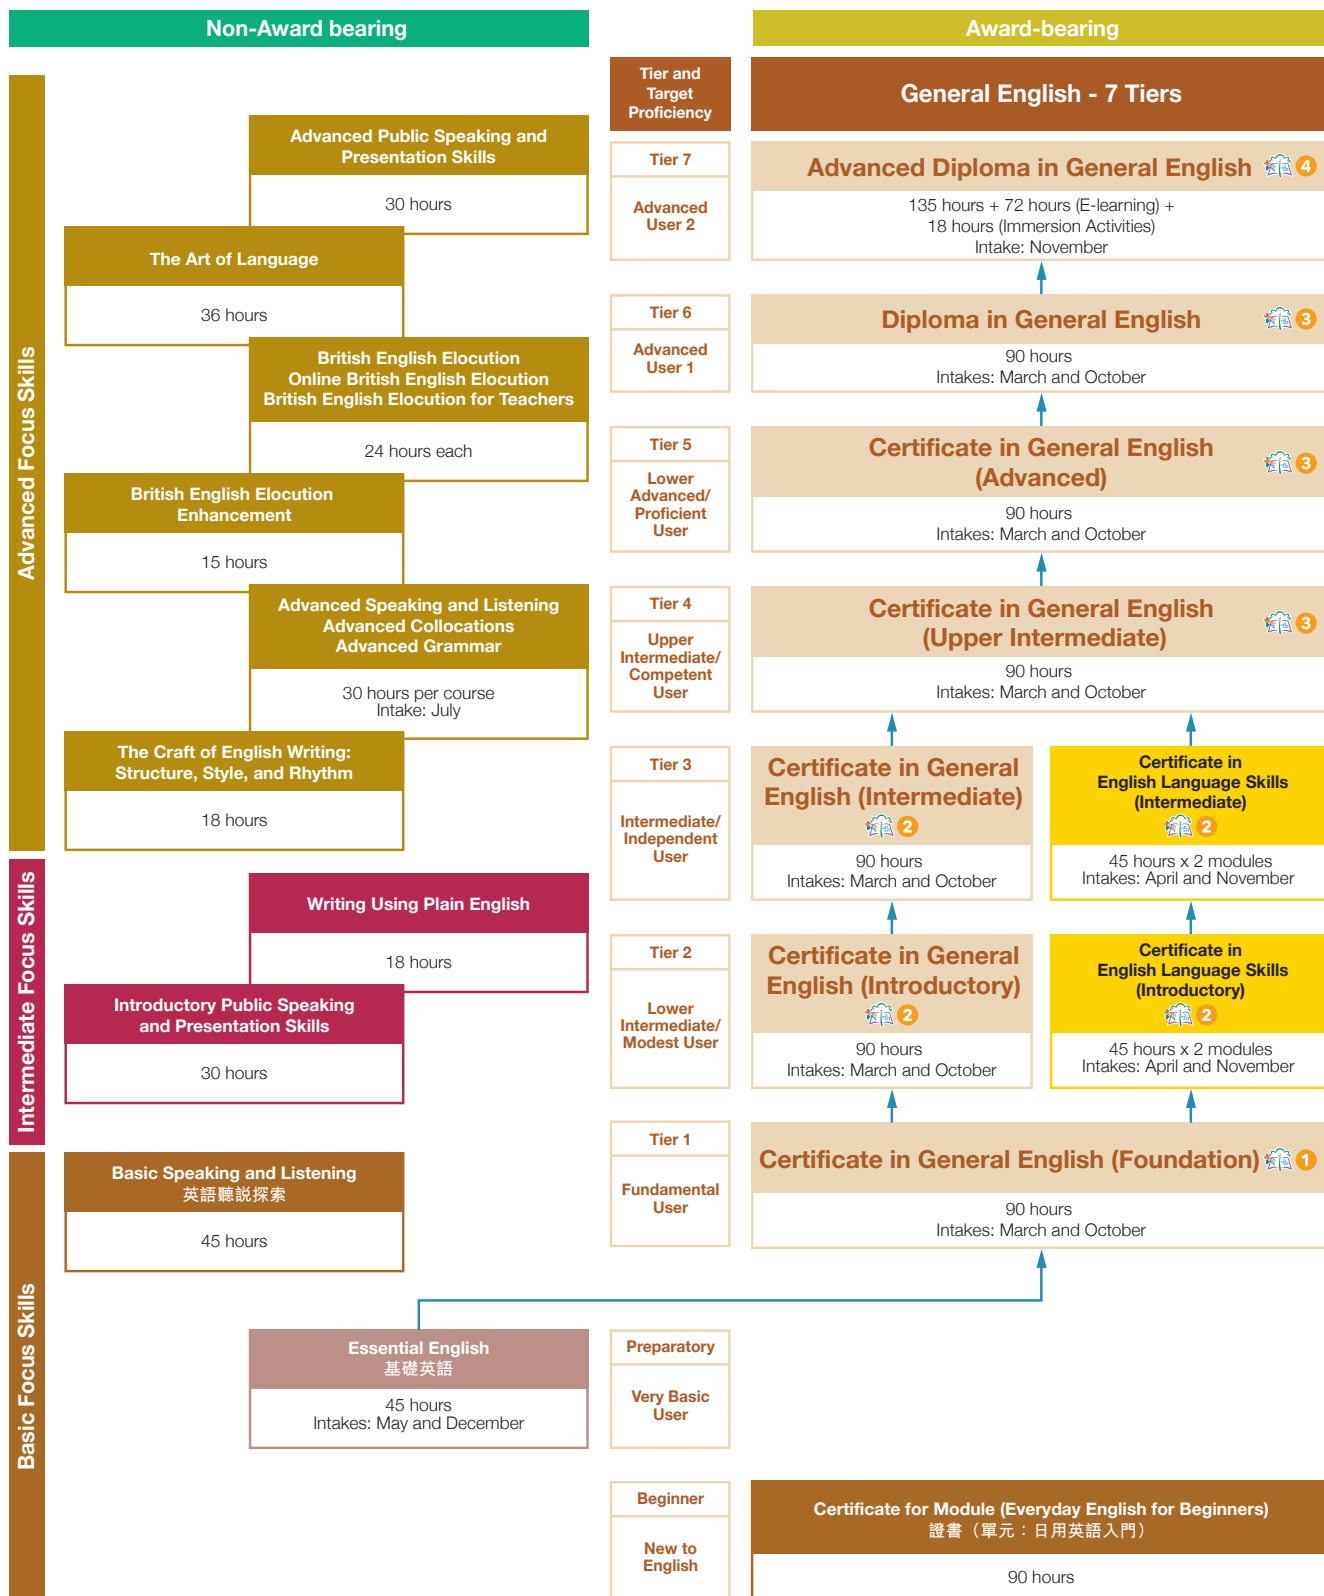 Non-Award bearing
Award-bearing
Advanced Focus Skills
Advanced Public Speaking and
Presentation Skills
30 hours
The Art of Language
36 hours
British English Elocution
Online British English Elocution
British English Elocution for Teachers
24 hours each
British English Elocution
Enhancement
15 hours
Advanced Speaking and Listening
Advanced Collocations
Advanced Grammar
30 hours per course
Intake: July
The Craft of English Writing:
Structure, Style, and Rhythm
18 hours
Intermediate Focus Skills
Writing Using Plain English
18 hours
Introductory Public Speaking
and Presentation Skills
30 hours
Basic Focus Skills
Basic Speaking and Listening
英語聽說探索
45 hours
Essential English
基礎英語
45 hours
Intakes: May and December
Tier and
Target
Proficiency
General English - 7 Tiers
Tier 7
Advanced
User 2
Advanced Diploma in General English 4
135 hours + 72 hours (E-learning) +
18 hours (Immersion Activities)
Intake: November
Tier 6
Advanced
User 1
Diploma in General English 3
90 hours
Intakes: March and October
Tier 5
Lower
Advanced/
Proficient
User
Certificate in General English
(Advanced) 3
90 hours
Intakes: March and October
Tier 4
Upper
Intermediate/
Competent
User
Certificate in General English
(Upper Intermediate) 3
90 hours
Intakes: March and October
Tier 3
Intermediate/
Independent
User
Certificate in General
English (Intermediate)
2
90 hours
Intakes: March and October
Certificate in
English Language Skills
(Intermediate)
2
45 hours x 2 modules
Intakes: April and November
Tier 2
Lower
Intermediate/
Modest User
Certificate in General
English (Introductory)
2
90 hours
Intakes: March and October
Certificate in
English Language Skills
(Introductory)
2
45 hours x 2 modules
Intakes: April and November
Tier 1
Fundamental
User
Certificate in General English (Foundation) 1
90 hours
Intakes: March and October
Preparatory
Very Basic
User
Beginner
New to
English
Certificate for Module (Everyday English for Beginners)
證書（單元：日用英語入門）
90 hours